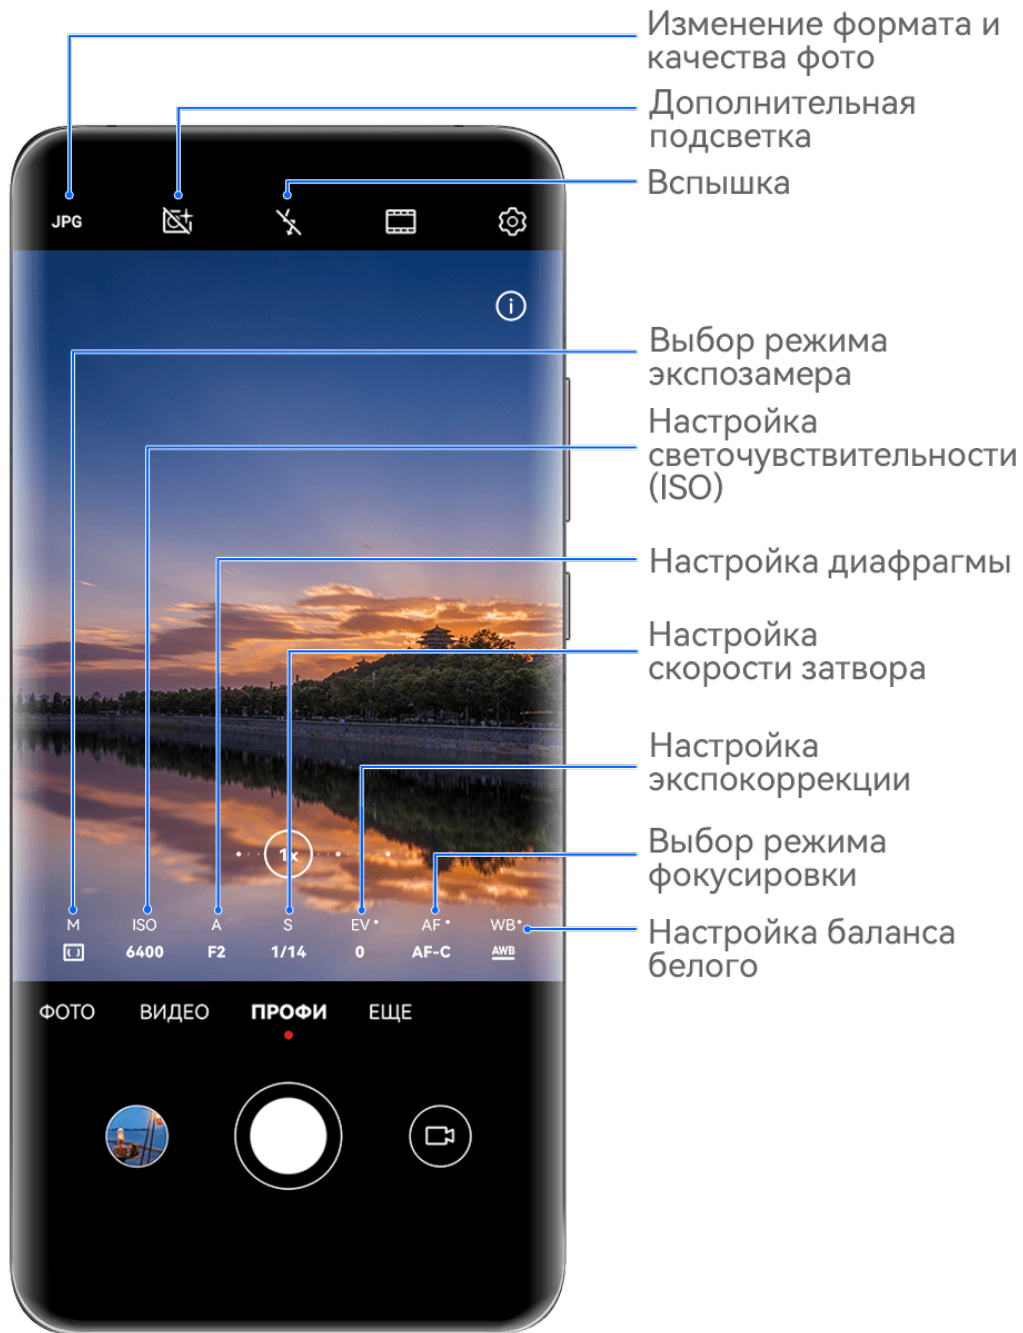 Изменение формата и
качества фото
Дополнительная
подсветка
Вспышка
JPG
Выбор режима
экспозамера
Настройка
светочувствительности
(ISO)
Настройка диафрагмы
Настройка
скорости затвора
Настройка
экспокоррекции
Выбор режима
фокусировки
Настройка баланса
белого
1x
M ISO A S EV AF WB
6400 F2 1/14 0 AF-C AWB
ФОТО ВИДЕО ПРОФИ ЕЩЕ